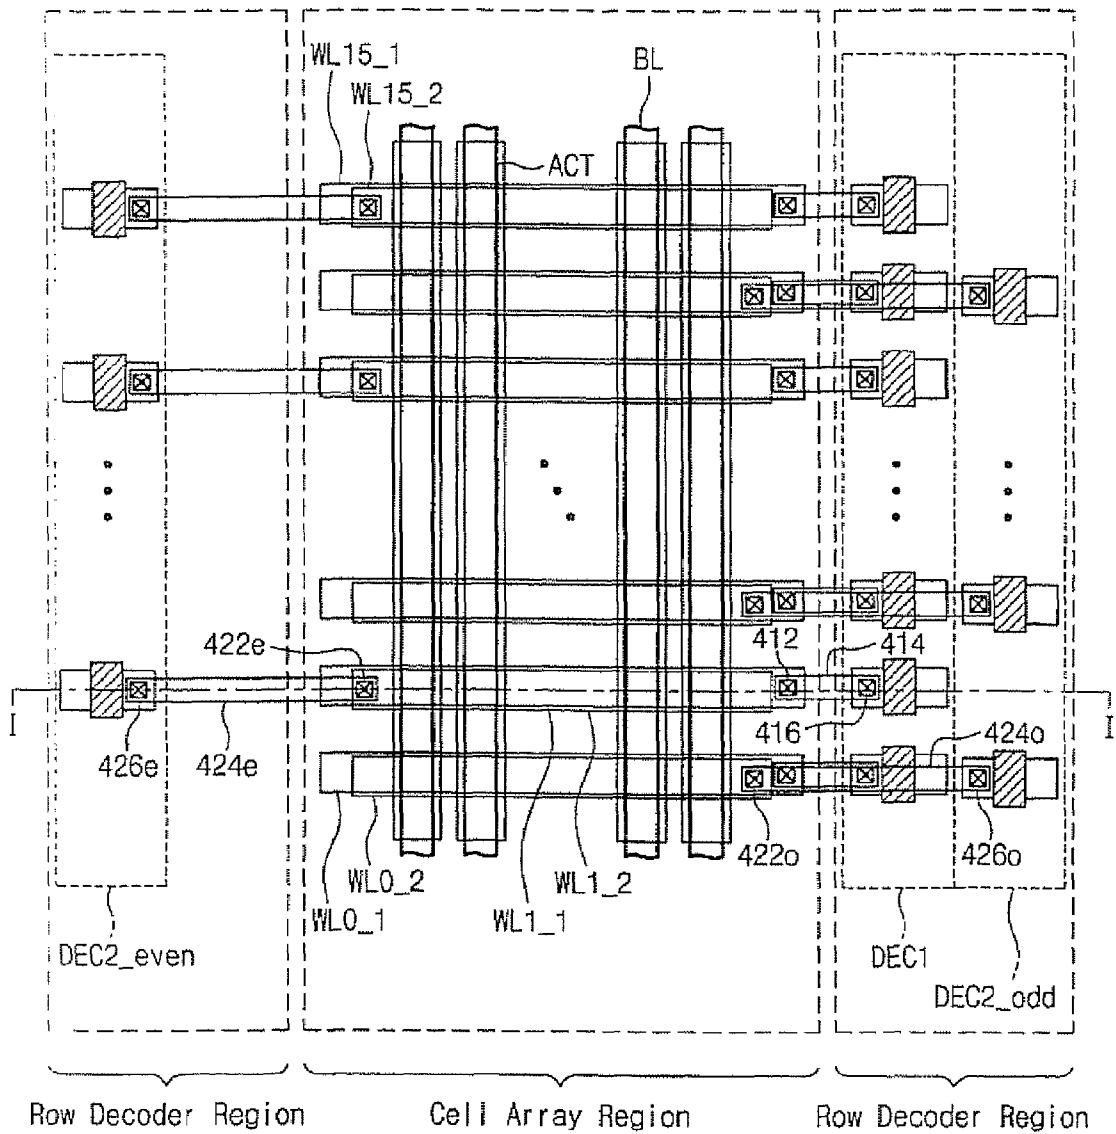 WL15_1
BL
WL15_2
ACT
422e
412
414
I
I
416
424o
426e
424e
422o
426o
WL0_2
WL1_2
WL0_1
WL1_1
DEC2_even
DEC1
DEC2_odd
Row Decoder Region
Cell Array Region
Row Decoder Region